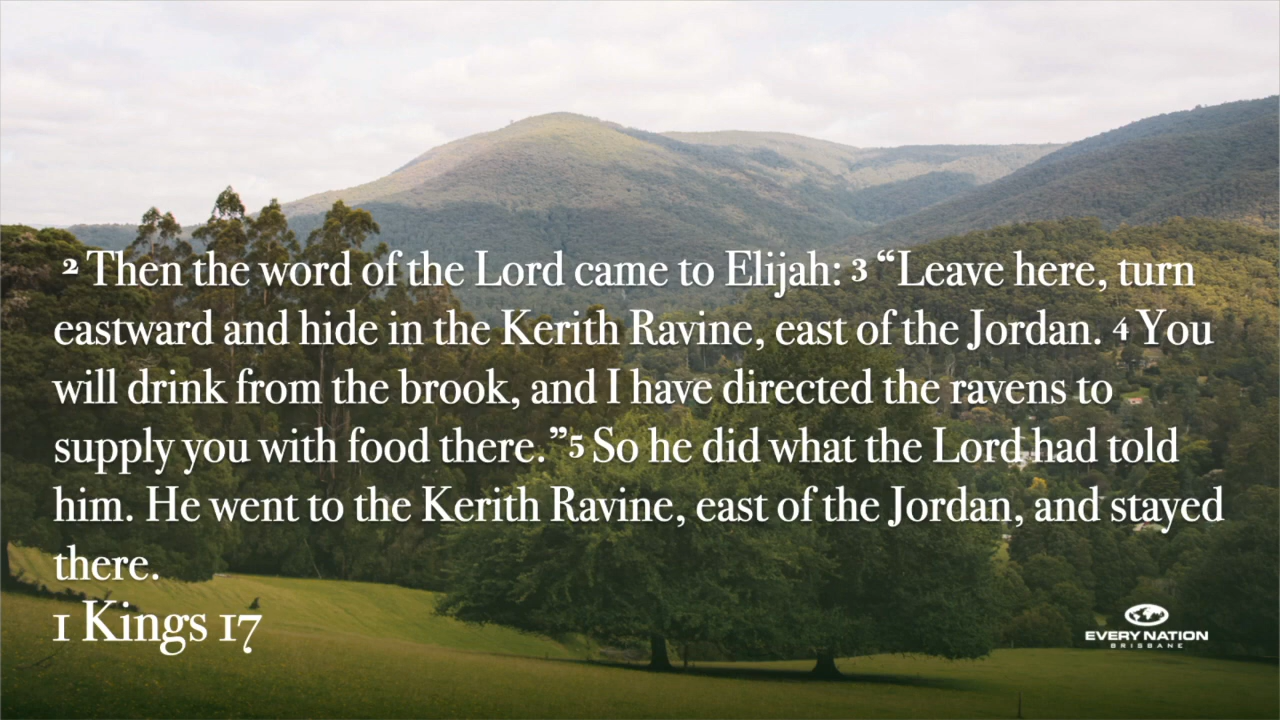 2 Then the word of the Lord came to Elijah: 3 “Leave here, turn
eastward and hide in the Kerith Ravine, east of the Jordan. 4 You
will drink from the brook, and I have directed the ravens to
supply you with food there.”5 So he did what the Lord had told
him. He went to the Kerith Ravine, east of the Jordan, and stayed
there.
1 Kings 17
EVERY NATION
BRISBANE